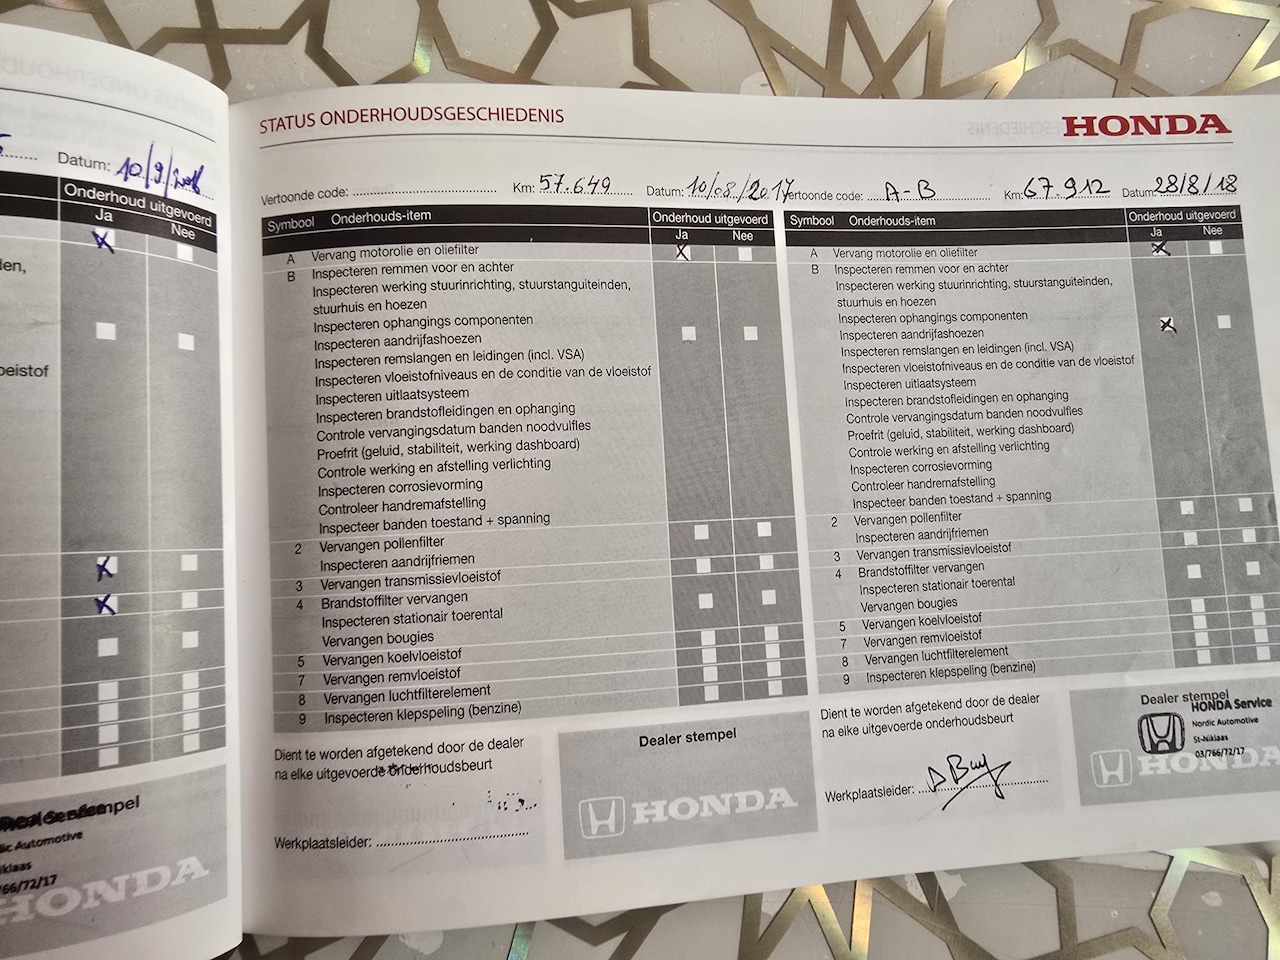 Datum: 10/9/2016
Onderhoud uitgevoerd
Ja Nee
oeistof
stempel
Automotive
766/72/17
HONDA
STATUS ONDERHOUDSGESCHIEDENIS
HONDA
Vertoonde code: Km: 57.649 Datum: 10/08/2017
Symbool Onderhouds-item Onderhoud uitgevoerd
Ja Nee
A Vervang motorolie en oliefilter
B Inspecteren remmen voor en achter
Inspecteren werking stuurinrichting, stuurstanguiteinden,
stuurhuis en hoezen
Inspecteren ophangings componenten
Inspecteren aandrijfashoezen
Inspecteren remslangen en leidingen (incl. VSA)
Inspecteren vloeistofniveaus en de conditie van de vloeistof
Inspecteren uitlaatsysteem
Inspecteren brandstofleidingen en ophanging
Controle vervangingsdatum banden noodvulfles
Proefrit (geluid, stabiliteit, werking dashboard)
Controle werking en afstelling verlichting
Inspecteren corrosievorming
Controleer handremafstelling
Inspecteer banden toestand + spanning
2 Vervangen pollenfilter
Inspecteren aandrijfriemen
3 Vervangen transmissievloeistof
4 Brandstoffilter vervangen
Inspecteren stationair toerental
Vervangen bougies
5 Vervangen koelvloeistof
7 Vervangen remvloeistof
8 Vervangen luchtfilterelement
9 Inspecteren klepspeling (benzine)
Dient te worden afgetekend door de dealer
na elke uitgevoerde onderhoudsbeurt
Werkplaatsleider:
Dealer stempel
HONDA
Vertoonde code: A-B Km: 67.912 Datum: 28/8/18
Symbool Onderhouds-item Onderhoud uitgevoerd
Ja Nee
A Vervang motorolie en oliefilter
B Inspecteren remmen voor en achter
Inspecteren werking stuurinrichting, stuurstanguiteinden,
stuurhuis en hoezen
Inspecteren ophangings componenten
Inspecteren aandrijfashoezen
Inspecteren remslangen en leidingen (incl. VSA)
Inspecteren vloeistofniveaus en de conditie van de vloeistof
Inspecteren uitlaatsysteem
Inspecteren brandstofleidingen en ophanging
Controle vervangingsdatum banden noodvulfles
Proefrit (geluid, stabiliteit, werking dashboard)
Controle werking en afstelling verlichting
Inspecteren corrosievorming
Controleer handremafstelling
Inspecteer banden toestand + spanning
2 Vervangen pollenfilter
Inspecteren aandrijfriemen
3 Vervangen transmissievloeistof
4 Brandstoffilter vervangen
Inspecteren stationair toerental
Vervangen bougies
5 Vervangen koelvloeistof
7 Vervangen remvloeistof
8 Vervangen luchtfilterelement
9 Inspecteren klepspeling (benzine)
Dient te worden afgetekend door de dealer
na elke uitgevoerde onderhoudsbeurt
Werkplaatsleider:
Dealer stempel
HONDA Service
Nordic Automotive
St-Niklaas
03/766/72/17
HONDA